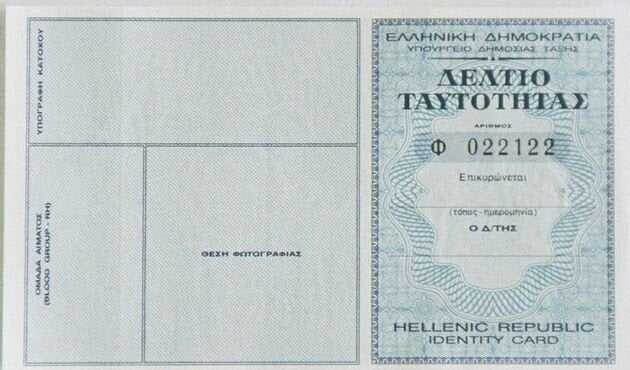 ΥΠΟΓΡΑΦΗ ΚΑΤΟΧΟΥ
ΟΜΑΔΑ ΑΙΜΑΤΟΣ
(BLOOD GROUP - RH)
ΘΕΣΗ ΦΩΤΟΓΡΑΦΙΑΣ
ΕΛΛΗΝΙΚΗ ΔΗΜΟΚΡΑΤΙΑ
ΥΠΟΥΡΓΕΙΟ ΔΗΜΟΣΙΑΣ ΤΑΞΗΣ
ΔΕΛΤΙΟ
ΤΑΥΤΟΤΗΤΑΣ
ΑΡΙΘΜΟΣ
Φ 022122
Επικυρώνεται
(τόπος - ημερομηνία)
Ο Δ/ΤΗΣ
HELLENIC REPUBLIC
IDENTITY CARD